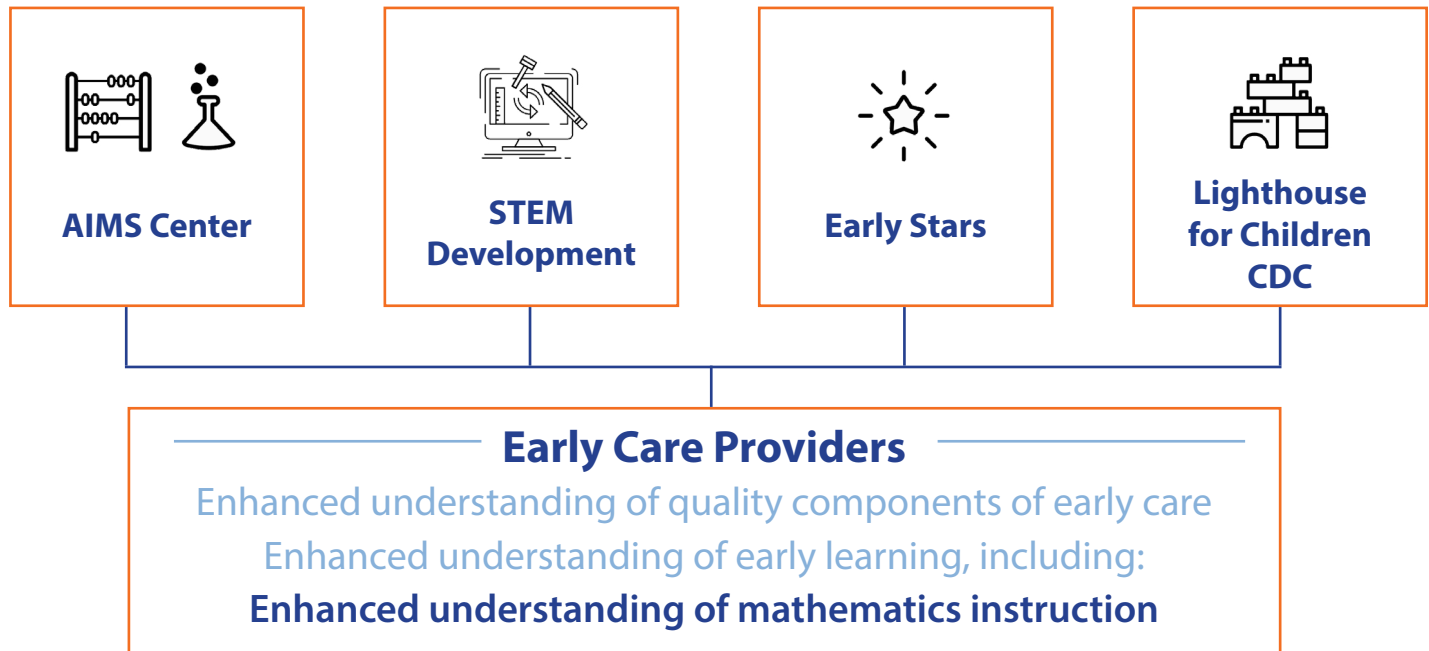 AIMS Center
STEM
Development
Early Stars
Lighthouse
for Children
CDC
Early Care Providers
Enhanced understanding of quality components of early care
Enhanced understanding of early learning, including:
Enhanced understanding of mathematics instruction